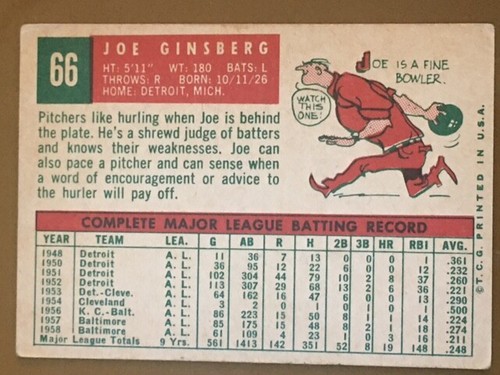 66
JOE GINSBERG
HT: 5'11" WT: 180 BATS: L
THROWS: R BORN: 10/11/26
HOME: DETROIT, MICH.
Pitchers like hurling when Joe is behind
the plate. He's a shrewd judge of batters
and knows their weaknesses. Joe can
also pace a pitcher and can sense when
a word of encouragement or advice to
the hurler will pay off.
WATCH
THIS
ONE!
JOE IS A FINE
BOWLER.
© T.C.G. PRINTED IN U.S.A.
COMPLETE MAJOR LEAGUE BATTING RECORD
YEAR TEAM LEA. G AB R H 2B 3B HR RBI AVG.
1948 Detroit A. L. 11 36 7 13 0 0 0 1 .361
1950 Detroit A. L. 36 95 12 22 6 0 0 12 .232
1951 Detroit A. L. 102 304 44 79 10 2 8 37 .260
1952 Detroit A. L. 113 307 29 68 13 2 6 36 .221
1953 Det.-Cleve. A. L. 64 162 16 47 6 0 0 13 .290
1954 Cleveland A. L. 3 2 0 1 0 1 0 1 .500
1956 K. C.-Balt. A. L. 86 223 15 50 8 1 1 14 .224
1957 Baltimore A. L. 85 175 15 48 8 2 1 18 .274
1958 Baltimore A. L. 61 109 4 23 1 0 3 16 .211
Major League Totals 9 Yrs. 561 1413 142 351 52 8 19 148 .248